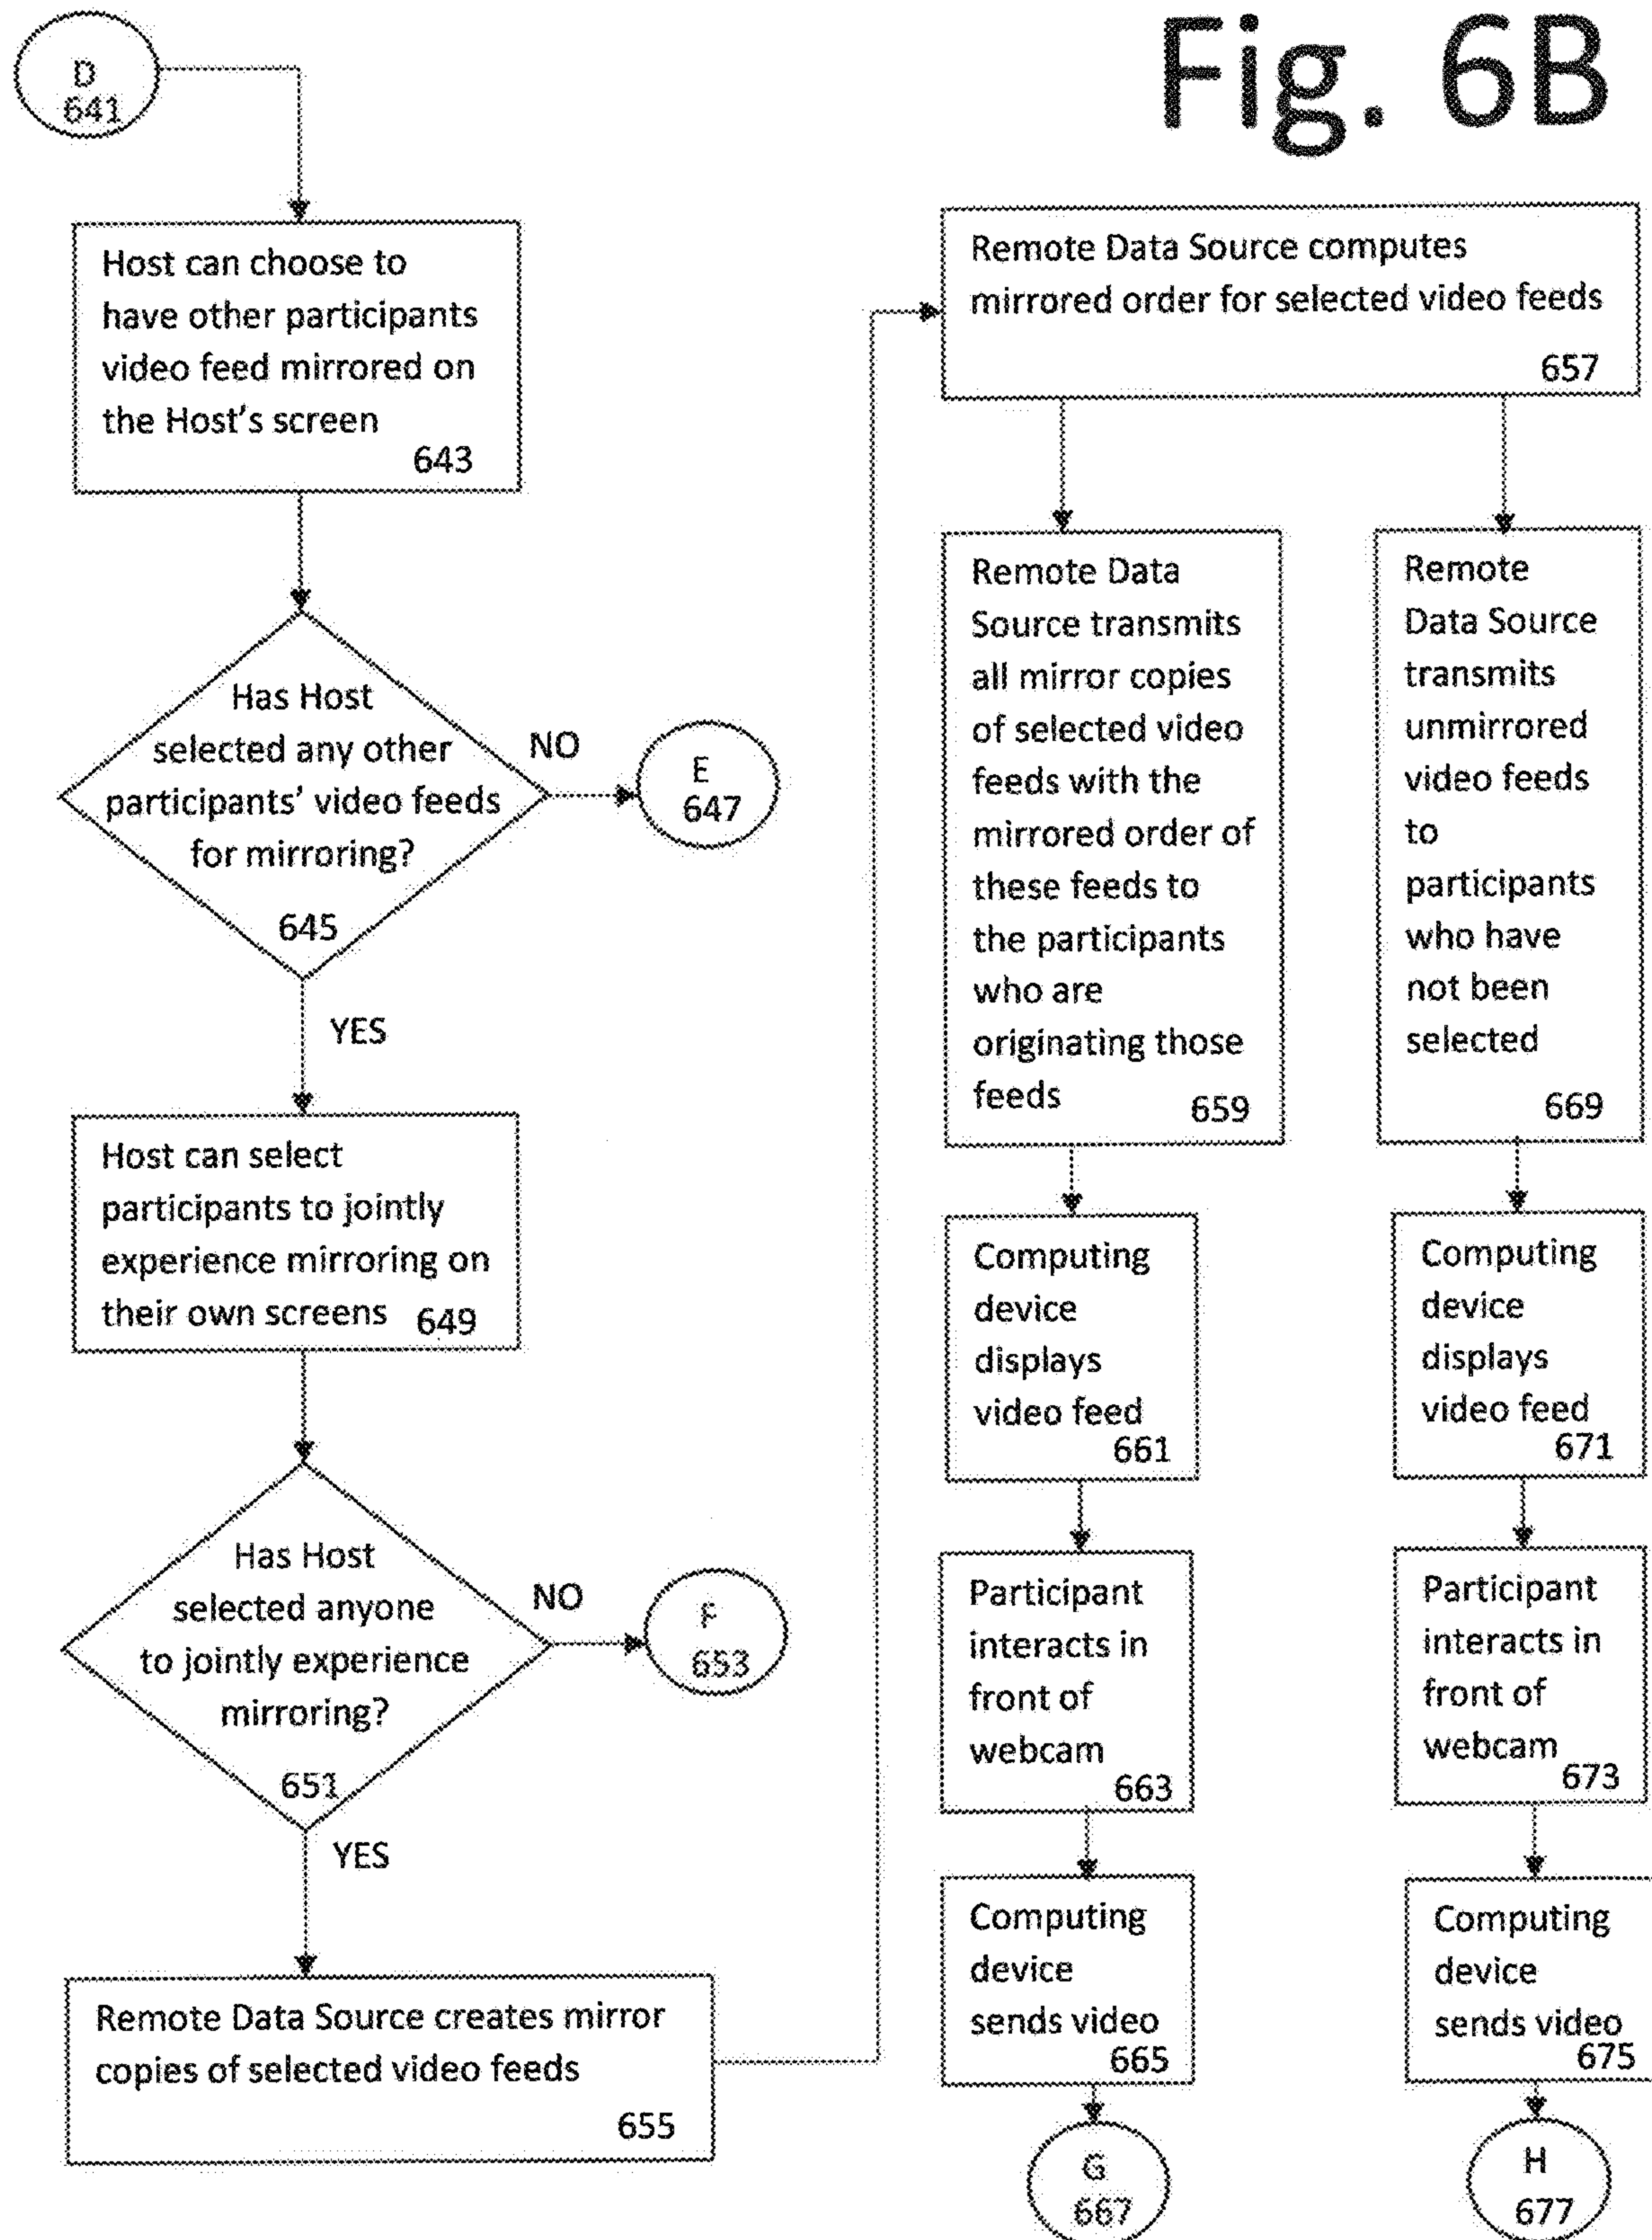 Fig. 6B
D
641
Host can choose to
have other participants
video feed mirrored on
the Host's screen
643
Has Host
selected any other
participants' video feeds
for mirroring?
645
NO
E
647
YES
Host can select
participants to jointly
experience mirroring on
their own screens 649
Has Host
selected anyone
to jointly experience
mirroring?
651
NO
F
653
YES
Remote Data Source creates mirror
copies of selected video feeds
655
Remote Data Source computes
mirrored order for selected video feeds
657
Remote Data
Source transmits
all mirror copies
of selected video
feeds with the
mirrored order of
these feeds to
the participants
who are
originating those
feeds 659
Computing
device
displays
video feed
661
Participant
interacts in
front of
webcam
663
Computing
device
sends video
665
G
667
Remote
Data Source
transmits
unmirrored
video feeds
to
participants
who have
not been
selected
669
Computing
device
displays
video feed
671
Participant
interacts in
front of
webcam
673
Computing
device
sends video
675
H
677